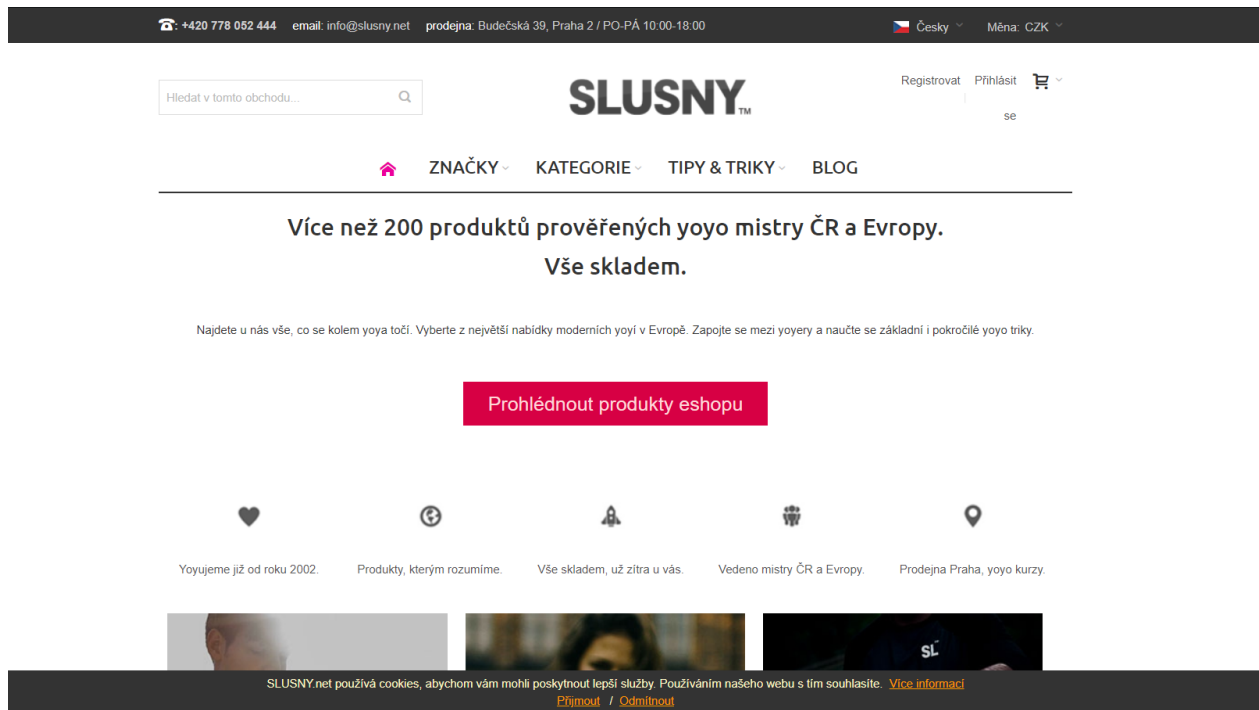 : +420 778 052 444 email: info@slusny.net prodejna: Budečská 39, Praha 2 / PO-PÁ 10:00-18:00 Česky Měna: CZK
Hledat v tomto obchodu...
SLUSNY™
Registrovat Přihlásit
se
ZNAČKY KATEGORIE TIPY & TRIKY BLOG
Více než 200 produktů prověřených yoyo mistry ČR a Evropy.
Vše skladem.
Najdete u nás vše, co se kolem yoya točí. Vyberte z největší nabídky moderních yoyí v Evropě. Zapojte se mezi yoyery a naučte se základní i pokročilé yoyo triky.
Prohlédnout produkty eshopu
Yoyujeme již od roku 2002. Produkty, kterým rozumíme. Vše skladem, už zítra u vás. Vedeno mistry ČR a Evropy. Prodejna Praha, yoyo kurzy.
SL
SLUSNY.net používá cookies, abychom vám mohli poskytnout lepší služby. Používáním našeho webu s tím souhlasíte. Více informací
Přijmout / Odmítnout